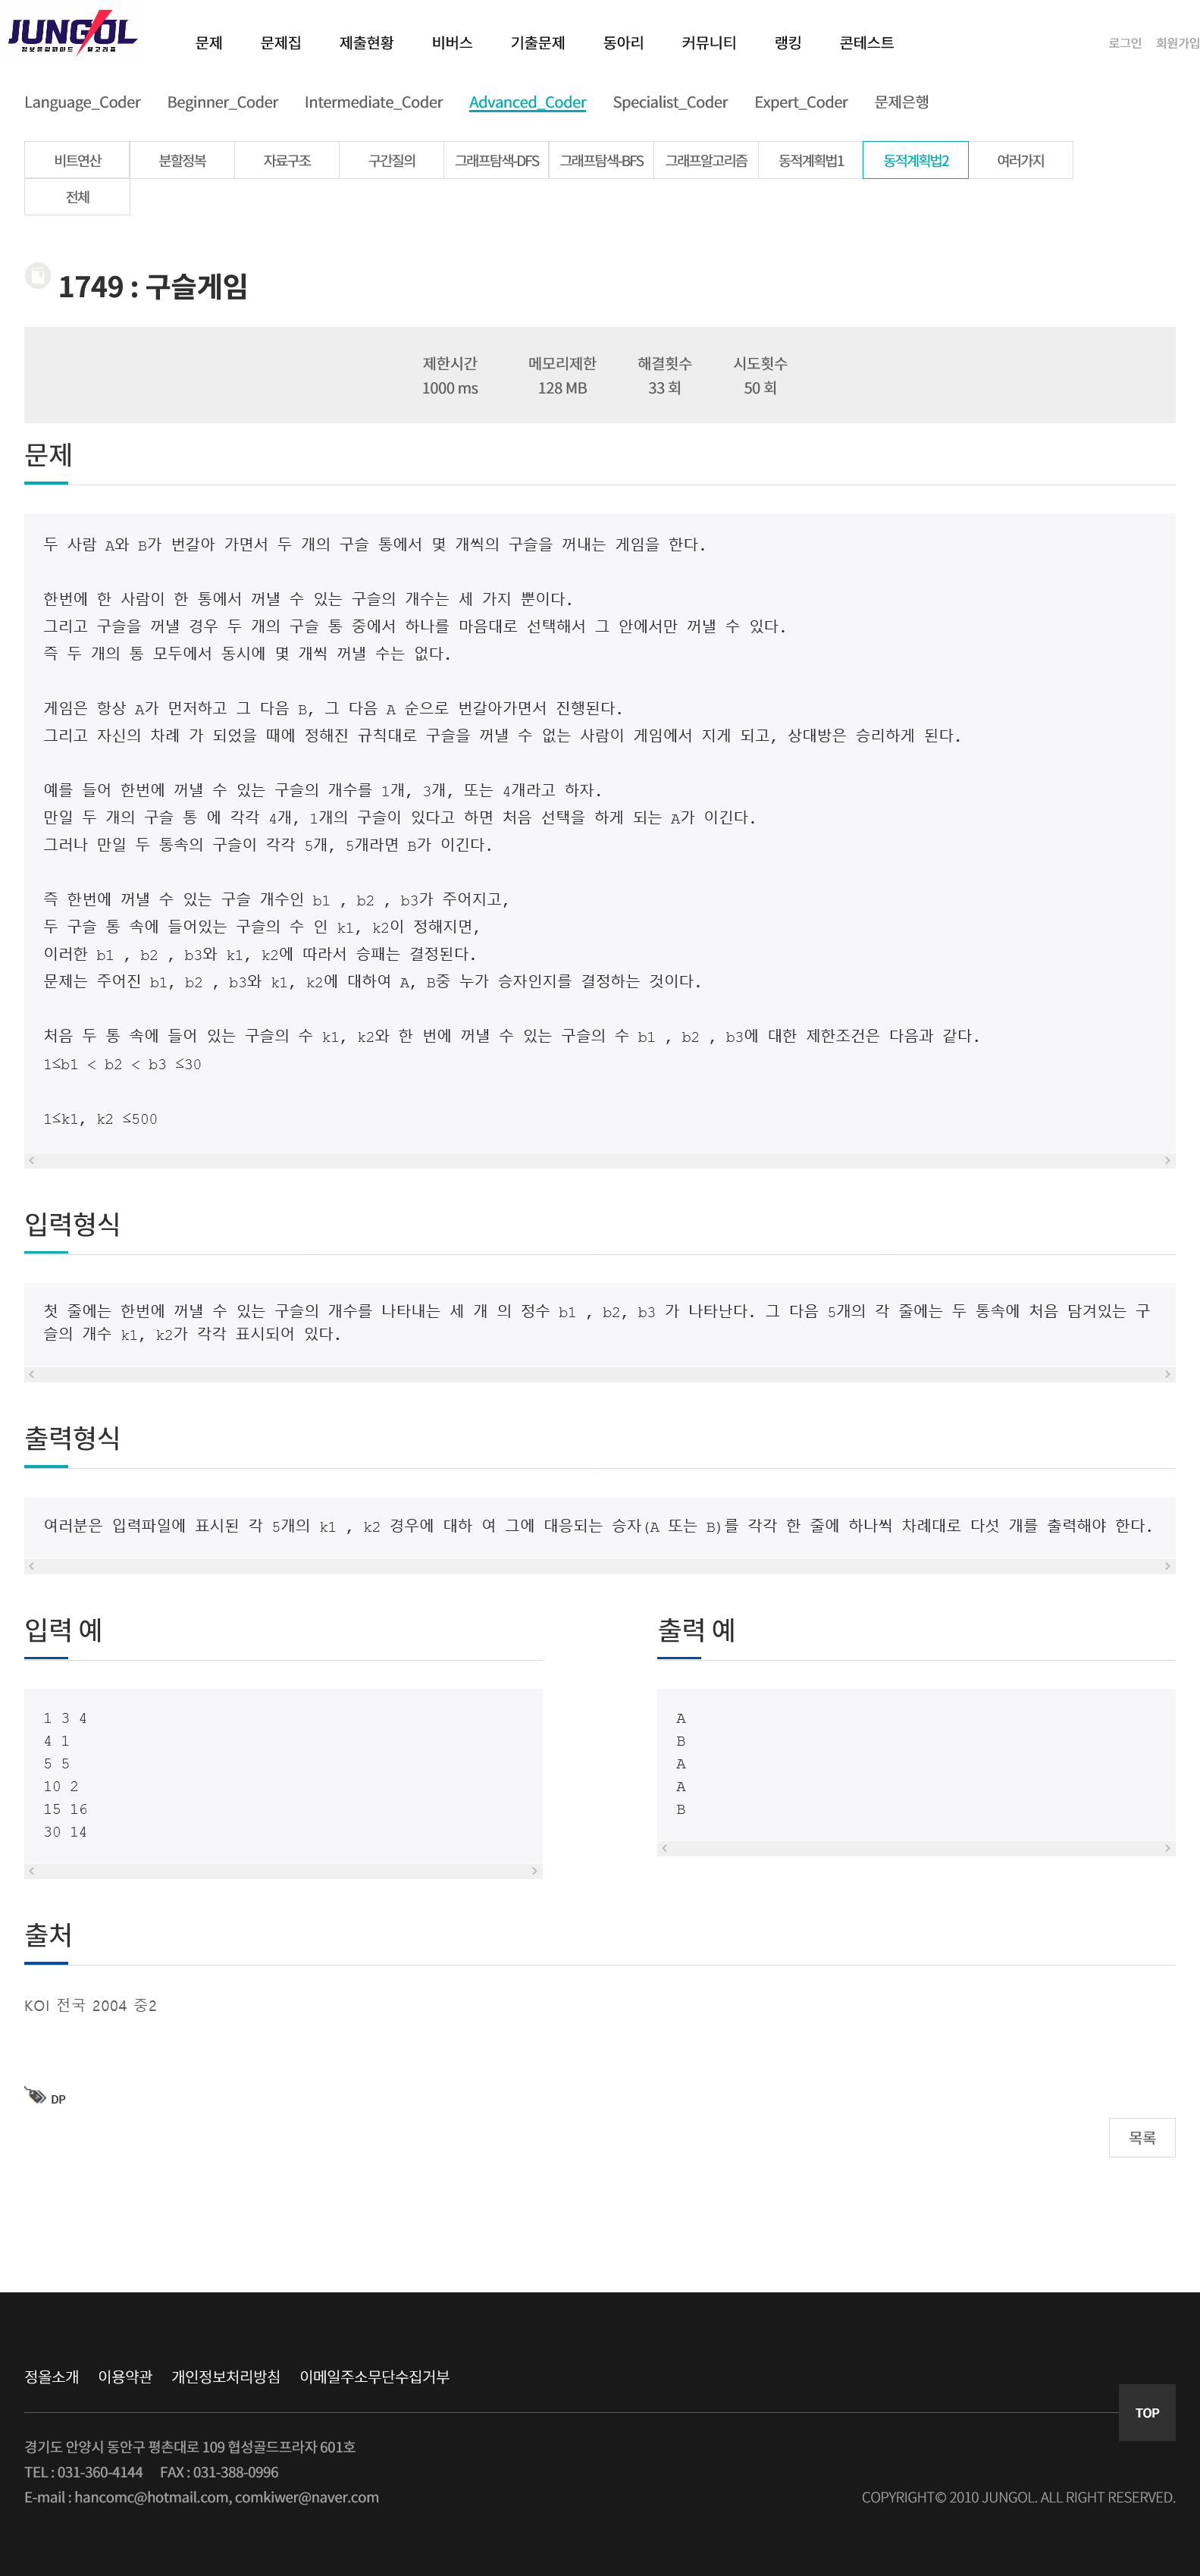 JUNGOL
정보올림피아드 알고리즘
문제 문제집 제출현황 비버스 기출문제 동아리 커뮤니티 랭킹 콘테스트 로그인 회원가입
Language_Coder Beginner_Coder Intermediate_Coder Advanced_Coder Specialist_Coder Expert_Coder 문제은행
비트연산 분할정복 자료구조 구간질의 그래프탐색-DFS 그래프탐색-BFS 그래프알고리즘 동적계획법1 동적계획법2 여러가지
전체
1749 : 구슬게임
제한시간 메모리제한 해결횟수 시도횟수
1000 ms 128 MB 33 회 50 회
문제
두 사람 A와 B가 번갈아 가면서 두 개의 구슬 통에서 몇 개씩의 구슬을 꺼내는 게임을 한다.
한번에 한 사람이 한 통에서 꺼낼 수 있는 구슬의 개수는 세 가지 뿐이다.
그리고 구슬을 꺼낼 경우 두 개의 구슬 통 중에서 하나를 마음대로 선택해서 그 안에서만 꺼낼 수 있다.
즉 두 개의 통 모두에서 동시에 몇 개씩 꺼낼 수는 없다.
게임은 항상 A가 먼저하고 그 다음 B, 그 다음 A 순으로 번갈아가면서 진행된다.
그리고 자신의 차례 가 되었을 때에 정해진 규칙대로 구슬을 꺼낼 수 없는 사람이 게임에서 지게 되고, 상대방은 승리하게 된다.
예를 들어 한번에 꺼낼 수 있는 구슬의 개수를 1개, 3개, 또는 4개라고 하자.
만일 두 개의 구슬 통 에 각각 4개, 1개의 구슬이 있다고 하면 처음 선택을 하게 되는 A가 이긴다.
그러나 만일 두 통속의 구슬이 각각 5개, 5개라면 B가 이긴다.
즉 한번에 꺼낼 수 있는 구슬 개수인 b1 , b2 , b3가 주어지고,
두 구슬 통 속에 들어있는 구슬의 수 인 k1, k2이 정해지면,
이러한 b1 , b2 , b3와 k1, k2에 따라서 승패는 결정된다.
문제는 주어진 b1, b2 , b3와 k1, k2에 대하여 A, B중 누가 승자인지를 결정하는 것이다.
처음 두 통 속에 들어 있는 구슬의 수 k1, k2와 한 번에 꺼낼 수 있는 구슬의 수 b1 , b2 , b3에 대한 제한조건은 다음과 같다.
1≤b1 < b2 < b3 ≤30
1≤k1, k2 ≤500
입력형식
첫 줄에는 한번에 꺼낼 수 있는 구슬의 개수를 나타내는 세 개 의 정수 b1 , b2, b3 가 나타난다. 그 다음 5개의 각 줄에는 두 통속에 처음 담겨있는 구
슬의 개수 k1, k2가 각각 표시되어 있다.
출력형식
여러분은 입력파일에 표시된 각 5개의 k1 , k2 경우에 대하 여 그에 대응되는 승자(A 또는 B)를 각각 한 줄에 하나씩 차례대로 다섯 개를 출력해야 한다.
입력 예
1 3 4
4 1
5 5
10 2
15 16
30 14
출력 예
A
B
A
A
B
출처
KOI 전국 2004 중2
DP
목록
정올소개 이용약관 개인정보처리방침 이메일주소무단수집거부
TOP
경기도 안양시 동안구 평촌대로 109 협성골드프라자 601호
TEL : 031-360-4144 FAX : 031-388-0996
E-mail : hancomc@hotmail.com, comkiwer@naver.com
COPYRIGHT© 2010 JUNGOL. ALL RIGHT RESERVED.